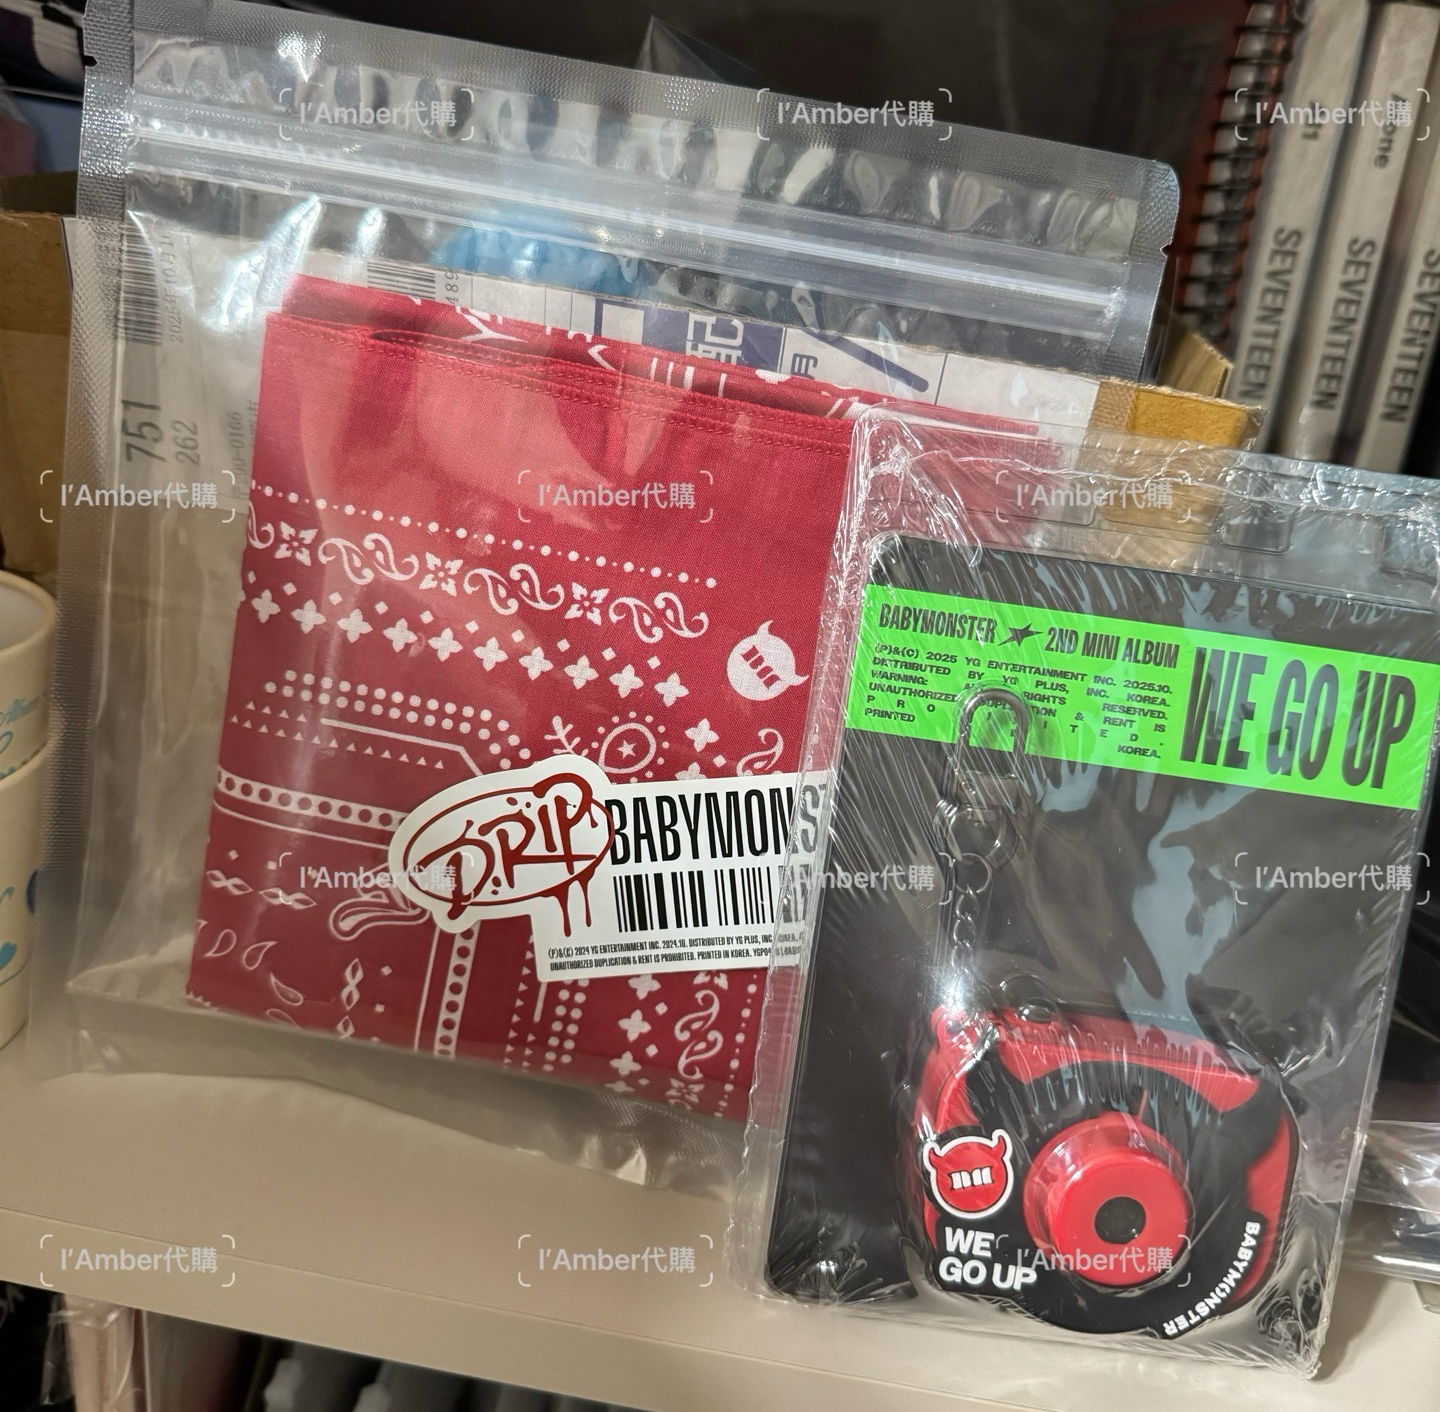 I'Amber代購
I'Amber代購
I'Amber代購
SEVENTEEN
SEVENTEEN
SEVENTEEN
751
262
I'Amber代購
I'Amber代購
I'Amber代購
BABYMONSTER
2ND MINI ALBUM
WE GO UP
(P)&(C) 2025 YG ENTERTAINMENT INC. 2025.10.
DISTRIBUTED BY YG PLUS, INC. KOREA.
WARNING: RIGHTS RESERVED.
UNAUTHORIZED & RENT IS
PRINTED KOREA.
DRIP
BABYMONS
(P)&(C) 2024 YG ENTERTAINMENT INC. 2024.10. DISTRIBUTED BY YG PLUS, INC
UNAUTHORIZED DUPLICATION & RENT IS PROHIBITED. PRINTED IN KOREA.
I'Amber代購
I'Amber代購
I'Amber代購
WE
GO UP
BABYMONSTER
I'Amber代購
I'Amber代購
I'Amber代購